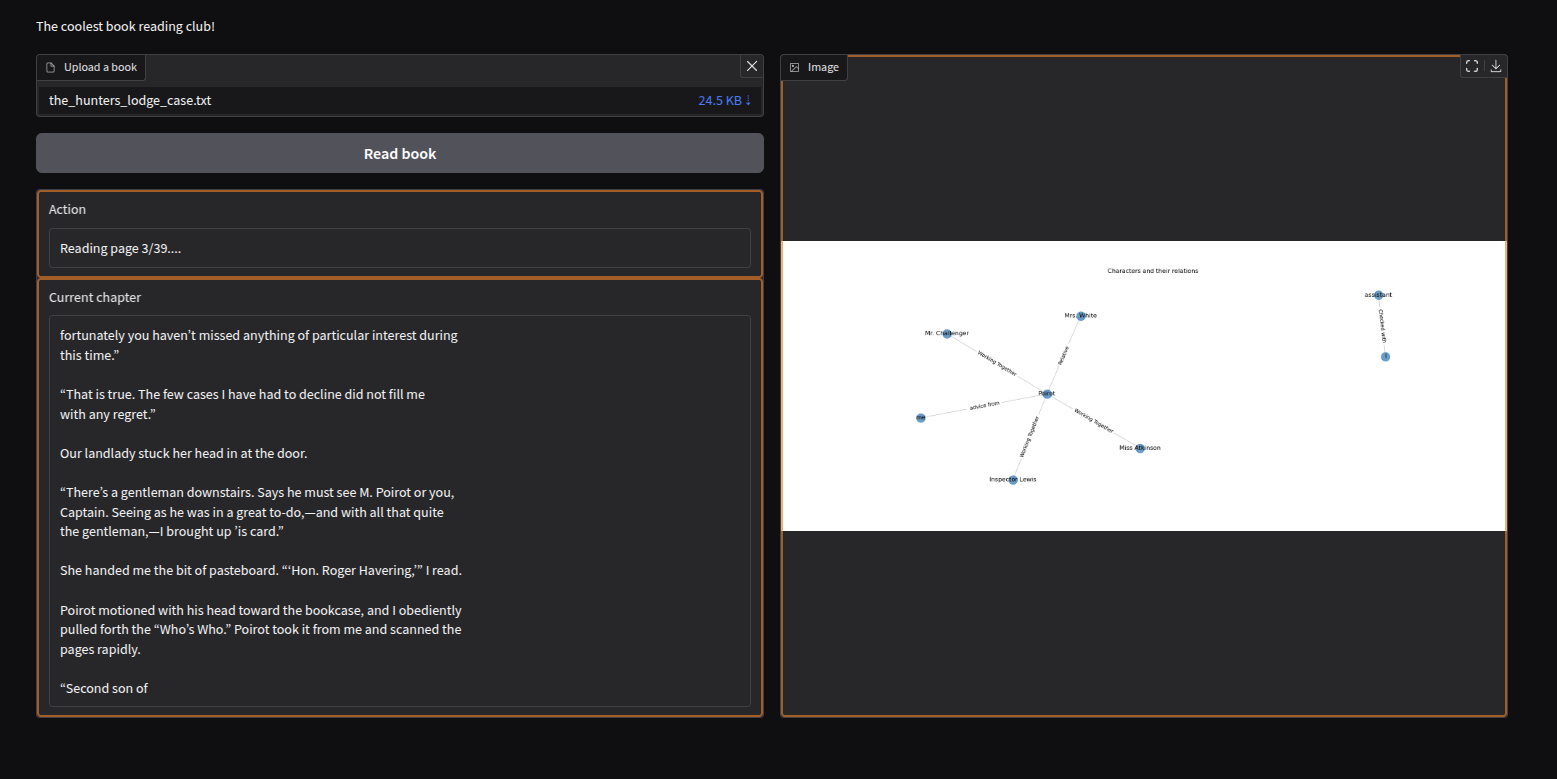 The coolest book reading club!
Upload a book
the_hunters_lodge_case.txt
24.5 KB ↓
Read book
Action
Reading page 3/39....
Current chapter
fortunately you haven’t missed anything of particular interest during
this time.”
“That is true. The few cases I have had to decline did not fill me
with any regret.”
Our landlady stuck her head in at the door.
“There’s a gentleman downstairs. Says he must see M. Poirot or you,
Captain. Seeing as he was in a great to-do,—and with all that quite
the gentleman,—I brought up ’is card.”
She handed me the bit of pasteboard. “‘Hon. Roger Havering,’” I read.
Poirot motioned with his head toward the bookcase, and I obediently
pulled forth the “Who’s Who.” Poirot took it from me and scanned the
pages rapidly.
“Second son of
Image
Characters and their relations
assistant
Checked with
Mrs. White
Mr. Challenger
Working Together
Relative
Poirot
advice from
me
Working Together
Working Together
Miss
Inspector Lewis